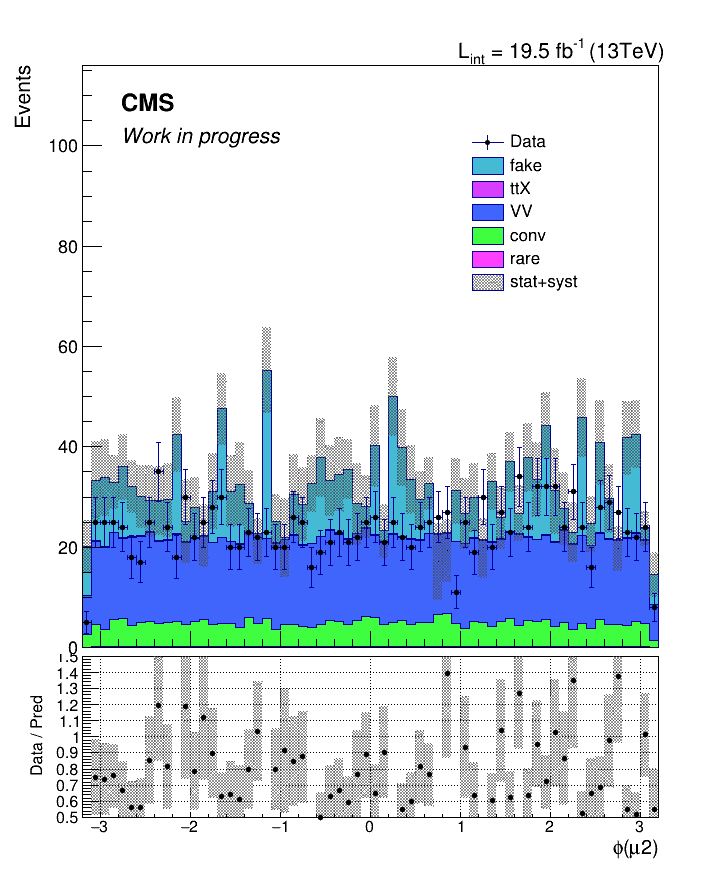 L_int = 19.5 fb^-1 (13TeV)
Events
CMS
Work in progress
Data
fake
ttX
VV
conv
rare
stat+syst
100
80
60
40
20
0
Data / Pred
1.5
1.4
1.3
1.2
1.1
1
0.9
0.8
0.7
0.6
0.5
−3 −2 −1 0 1 2 3
ϕ(μ2)